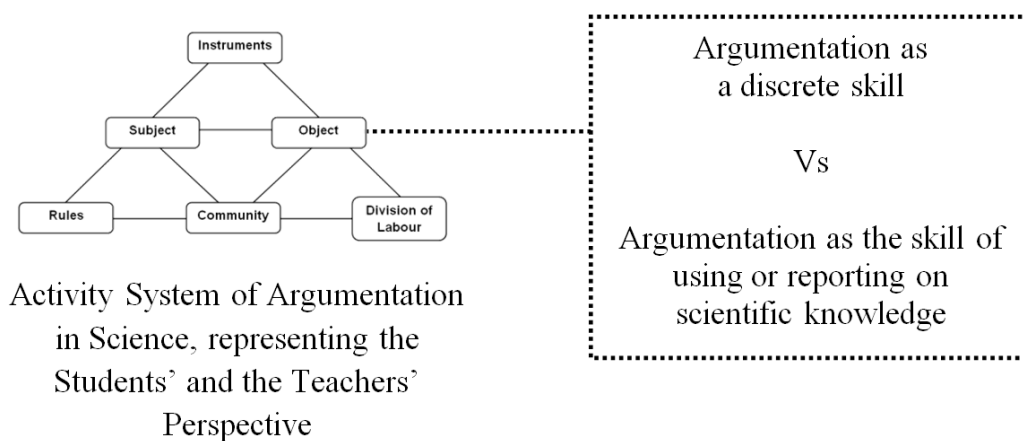 Instruments
Subject
Object
Rules
Community
Division of
Labour
Activity System of Argumentation
in Science, representing the
Students’ and the Teachers’
Perspective
Argumentation as
a discrete skill
Vs
Argumentation as the skill of
using or reporting on
scientific knowledge